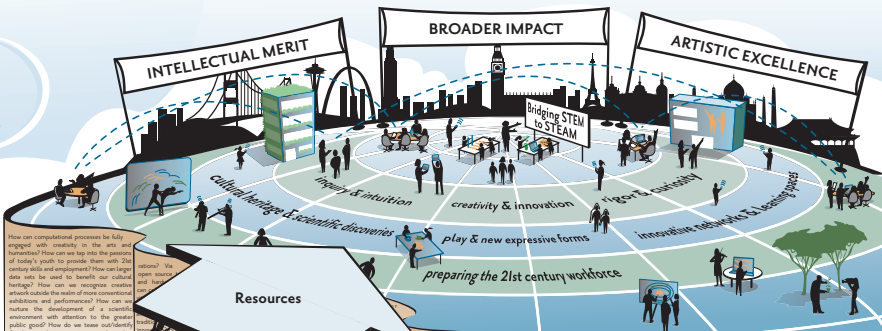 INTELLECTUAL MERIT
BROADER IMPACT
ARTISTIC EXCELLENCE
Bridging STEM
to STEAM
inquiry & intuition
creativity & innovation
rigor & curiosity
cultural heritage & scientific discoveries
play & new expressive forms
innovative networks & learning spaces
preparing the 21st century workforce
How can computational processes be fully
engaged with creativity in the arts and
humanities? How can we tap into the passions
of today's youth to provide them with 21st
century skills and employment? How can larger
data sets be used to benefit our cultural
heritage? How can we recognize creative
artwork outside the realm of more conventional
exhibitions and performances? How can we
nurture the development of a scientific
environment with attention to the greater
public good? How do we tease out/identify
rations? Via
open source
and hard
Resources